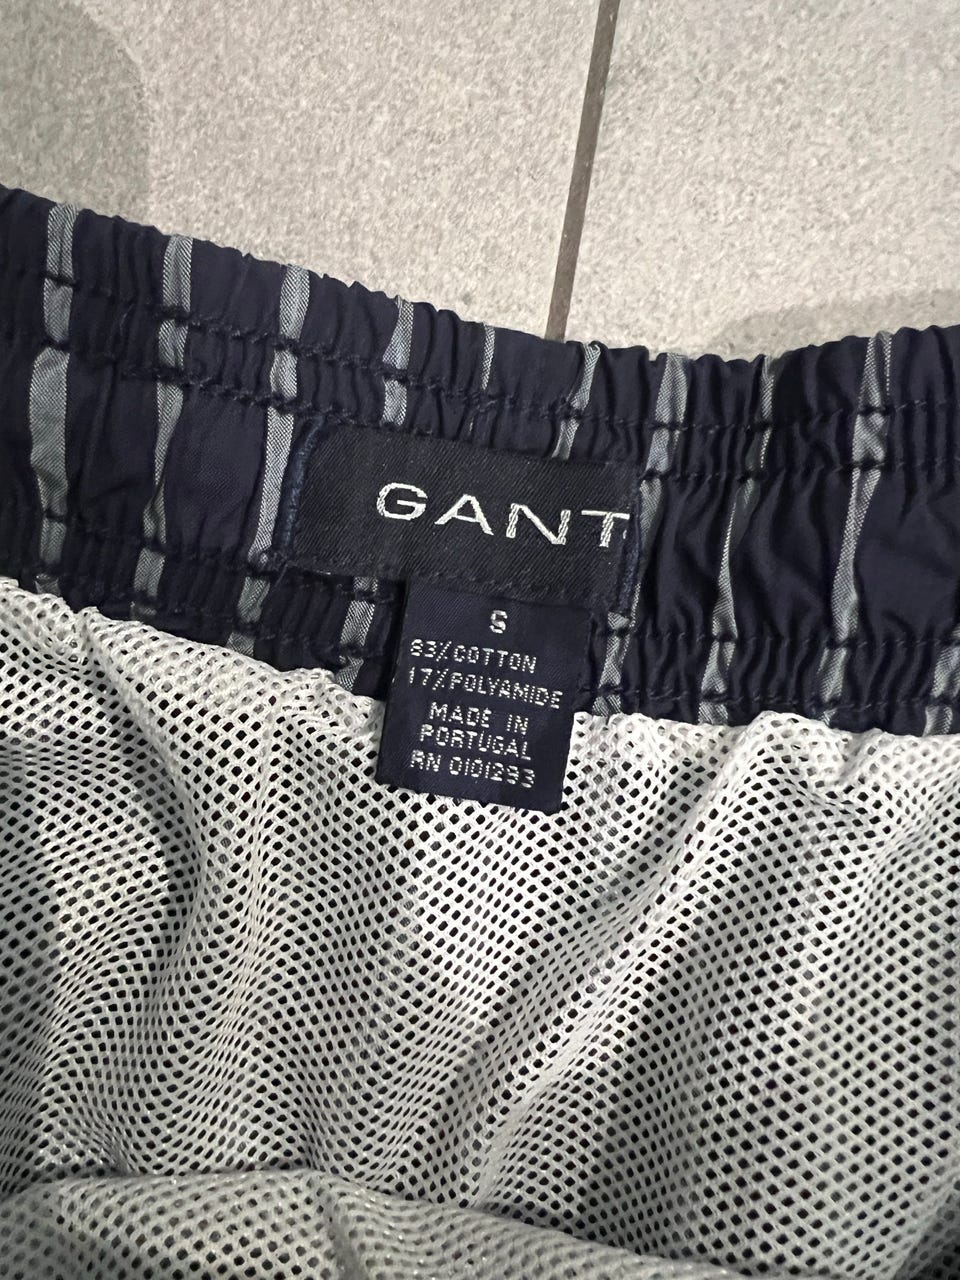 GANT
S
83%COTTON
17%POLYAMIDE
MADE IN
PORTUGAL
RN 0101293